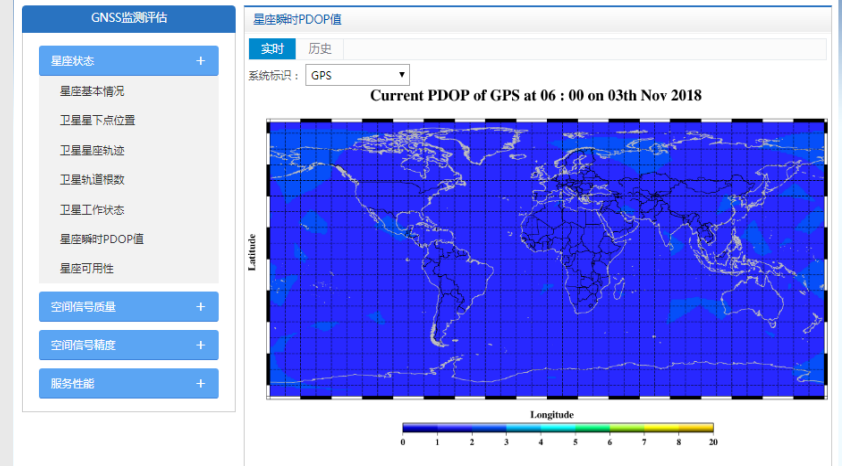 GNSS监测评估
星座状态 +
星座基本情况
卫星星下点位置
卫星星座轨迹
卫星轨道根数
卫星工作状态
星座瞬时PDOP值
星座可用性
空间信号质量 +
空间信号精度 +
服务性能 +
星座瞬时PDOP值
实时 历史
系统标识： GPS
Current PDOP of GPS at 06 : 00 on 03th Nov 2018
Latitude
Longitude
0 1 2 3 4 5 6 7 8 20